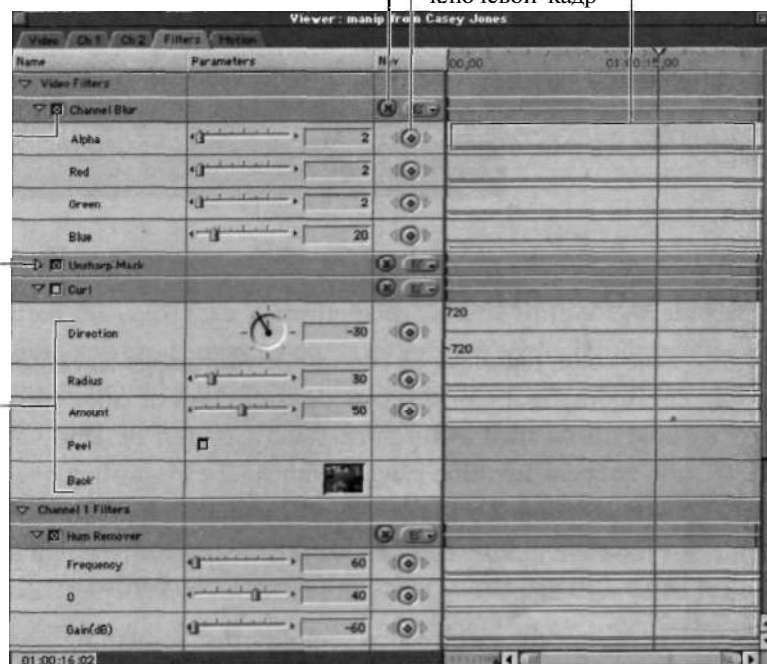 ключевой кадр
Viewer: manip from Casey Jones
Video Ch 1 Ch 2 Filters Motion
Name Parameters Nav 00;00 01:00:15;00
Video Filters
Channel Blur
Alpha 2
Red 2
Green 2
Blue 20
Unsharp Mask
Curl
720
Direction -30
-720
Radius 30
Amount 50
Peel
Back
Channel 1 Filters
Hum Remover
Frequency 60
Q 40
Gain(dB) -60
01:00:16:02